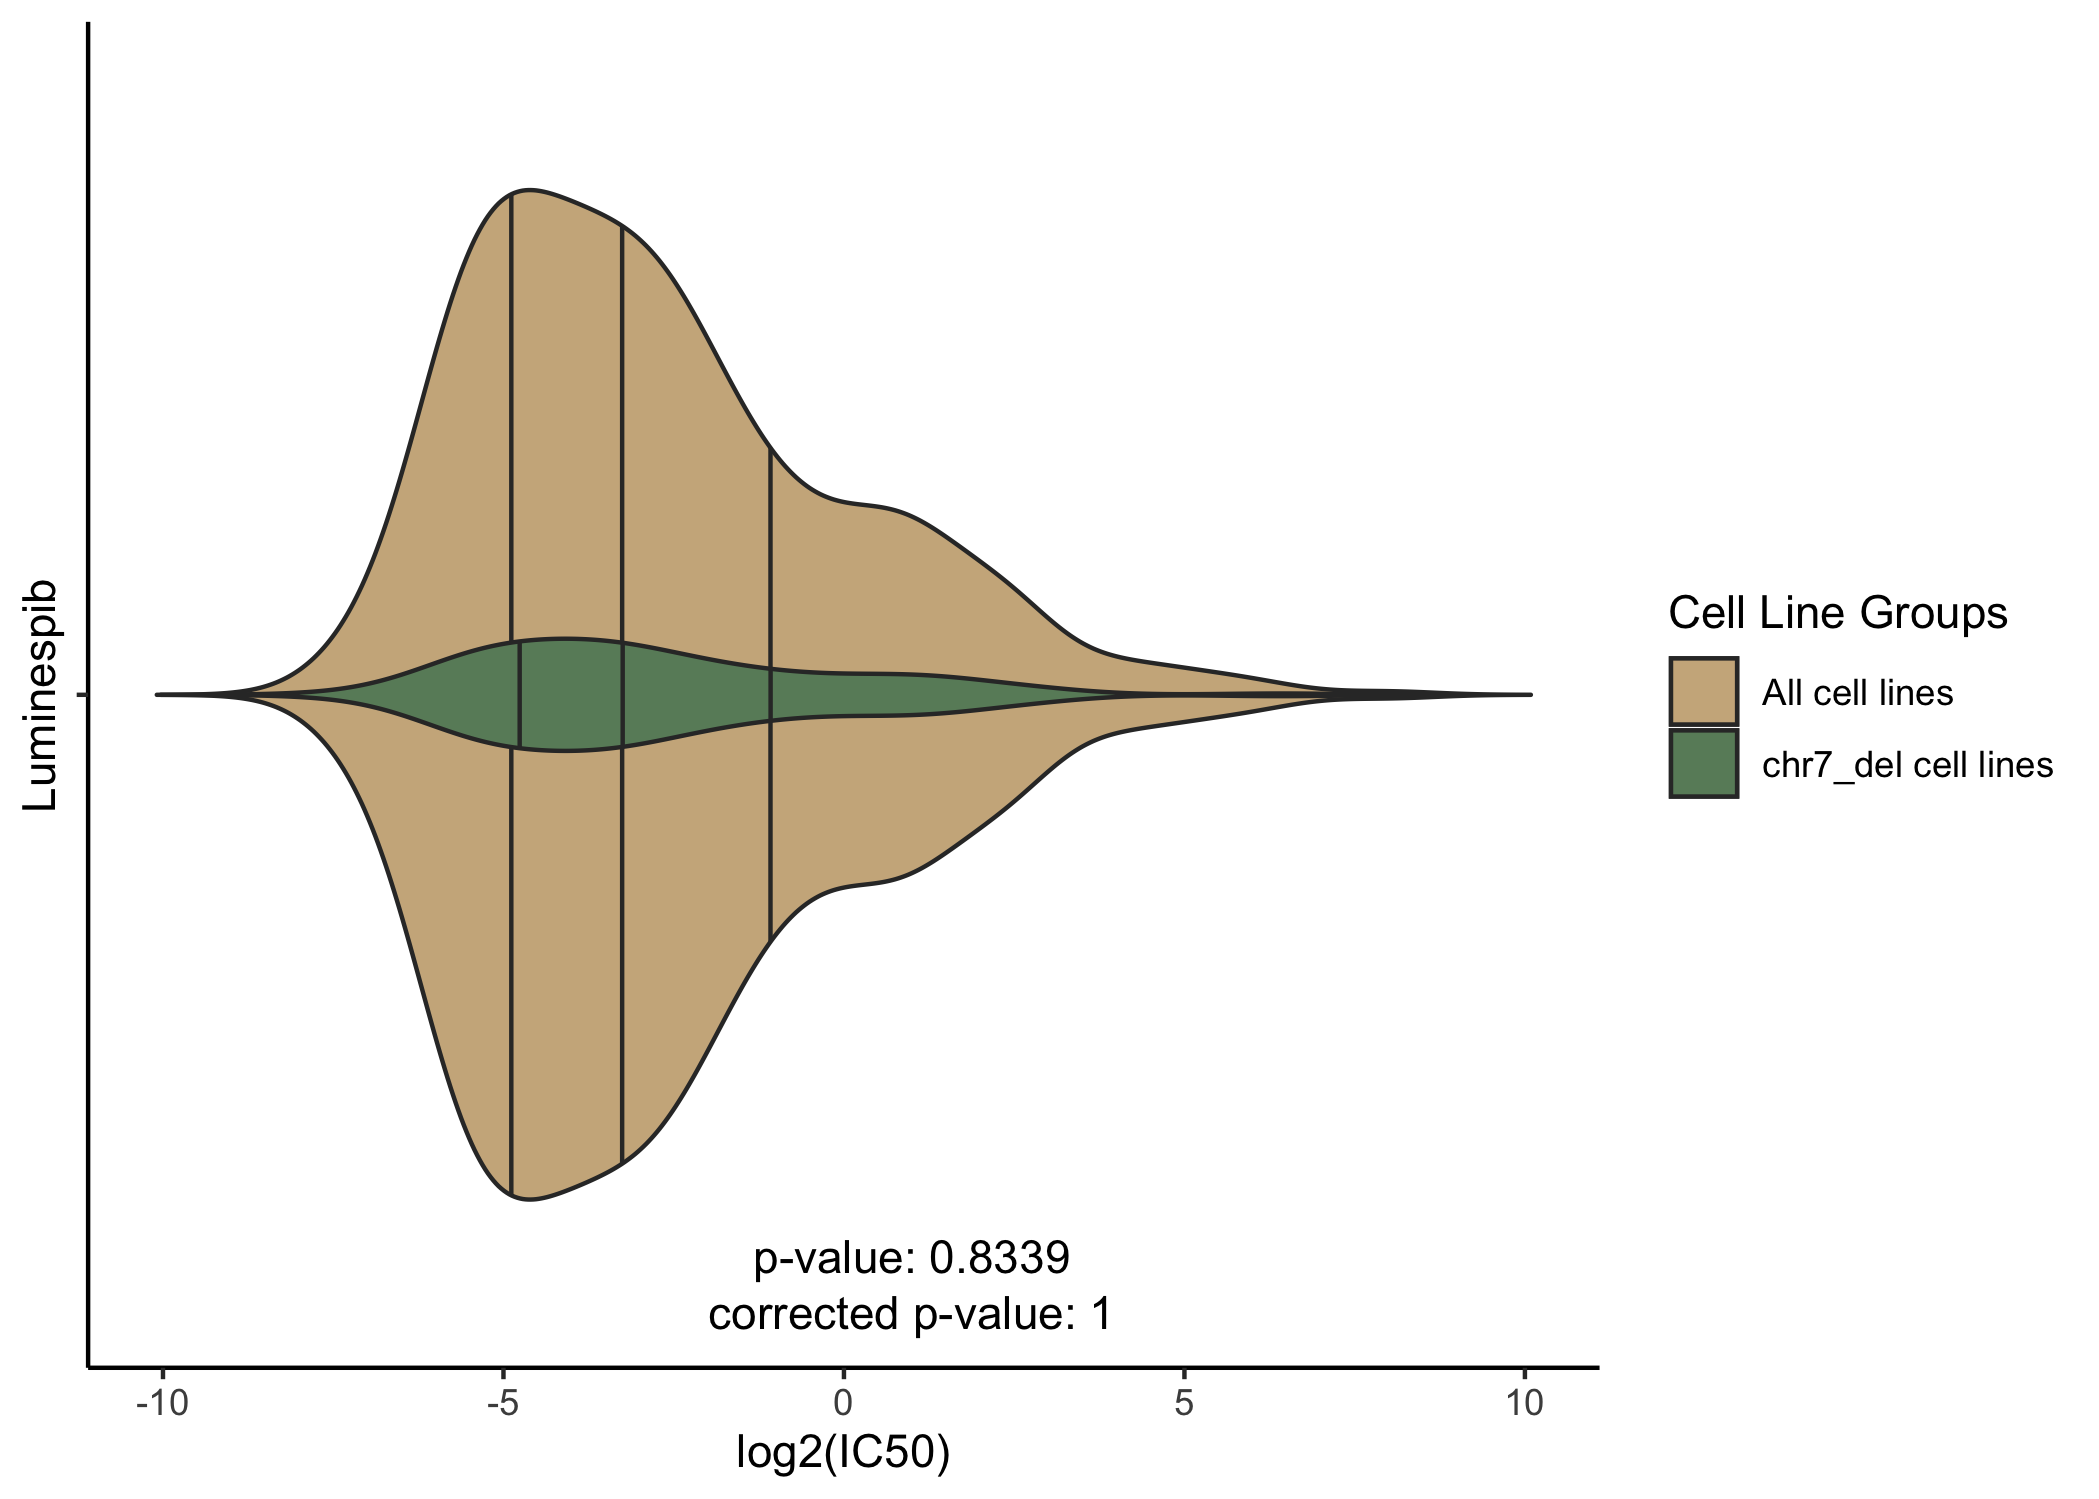 Luminespib
p-value: 0.8339
corrected p-value: 1
-10
-5
0
5
10
log2(IC50)
Cell Line Groups
All cell lines
chr7_del cell lines